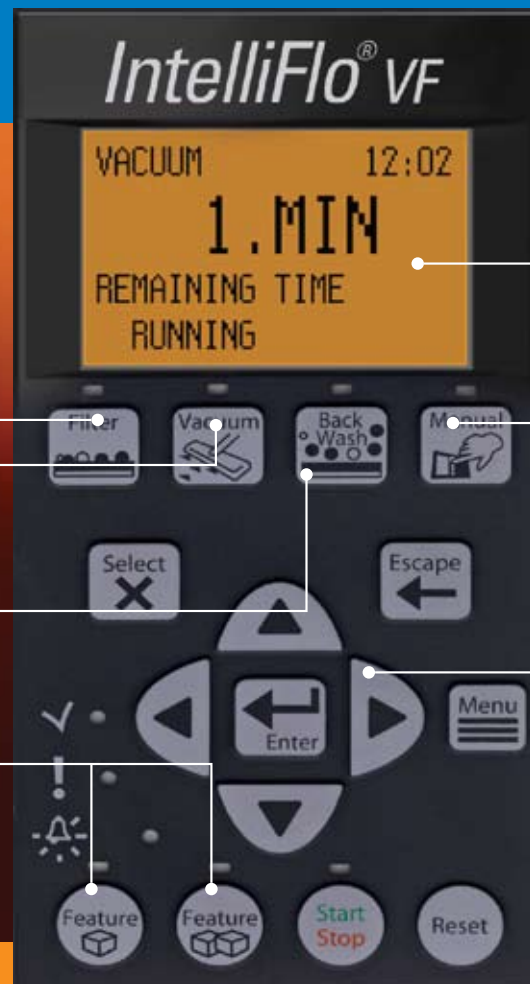 IntelliFlo® VF
VACUUM 12:02
1.MIN
REMAINING TIME
RUNNING
Filter
Vacuum
Back
Wash
Manual
Select
Escape
Enter
Menu
!
Feature
Feature
Start
Stop
Reset